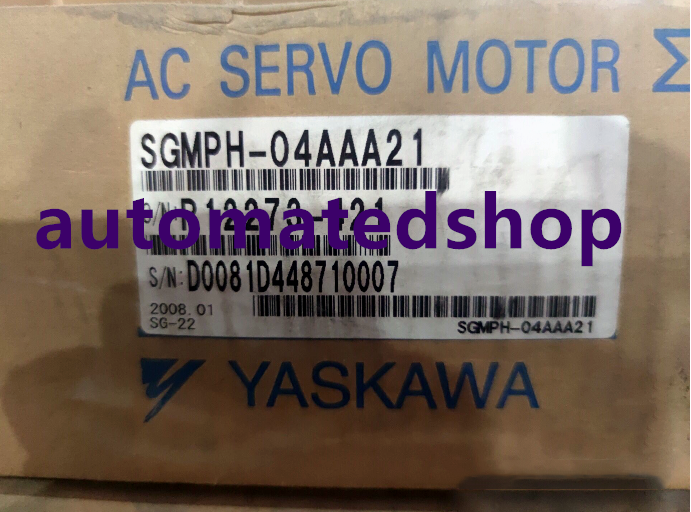 AC SERVO MOTOR Σ
SGMPH-04AAA21
automatedshop
S/N: D0081D448710007
2008.01
SG-22
SGMPH-04AAA21
YASKAWA